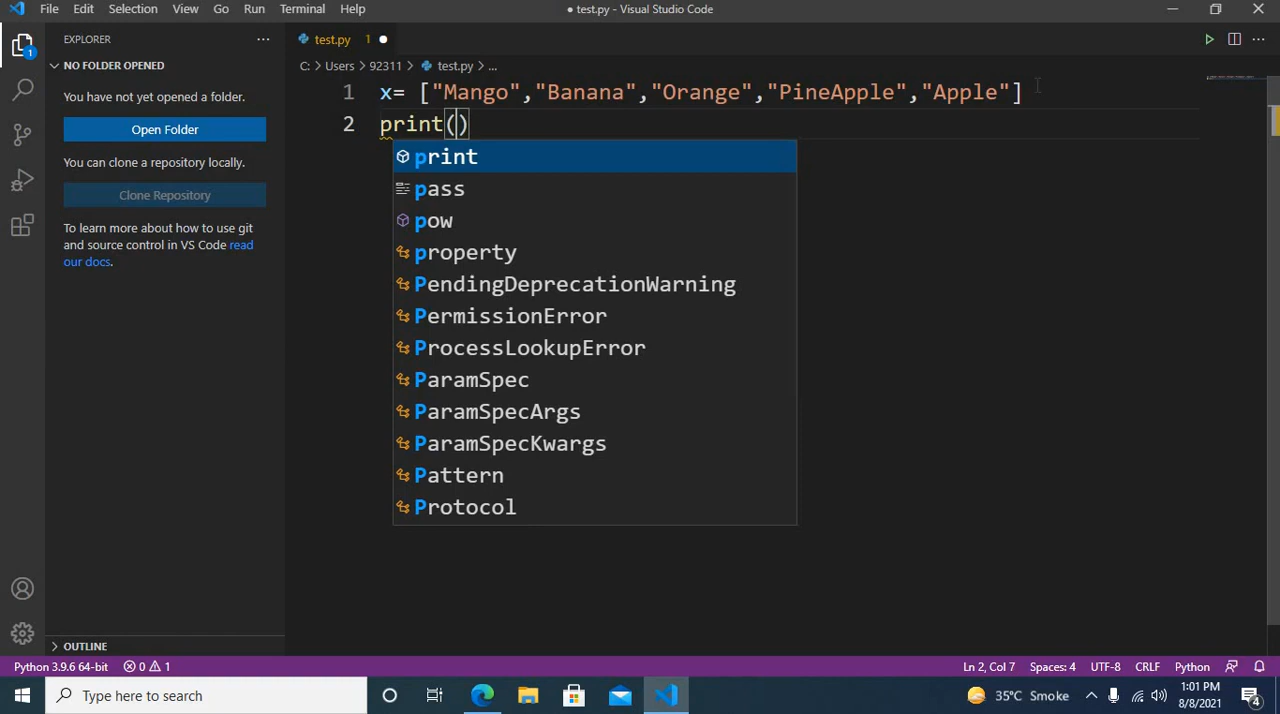 File Edit Selection View Go Run Terminal Help ● test.py - Visual Studio Code
EXPLORER ...
test.py 1 ●
NO FOLDER OPENED
C: > Users > 92311 > test.py > ...
1
You have not yet opened a folder.
Open Folder
You can clone a repository locally.
Clone Repository
To learn more about how to use git
and source control in VS Code read
our docs.
1 x= ["Mango","Banana","Orange","PineApple","Apple"]
2 print()
print
pass
pow
property
PendingDeprecationWarning
PermissionError
ProcessLookupError
ParamSpec
ParamSpecArgs
ParamSpecKwargs
Pattern
Protocol
OUTLINE
Python 3.9.6 64-bit 0 1 Ln 2, Col 7 Spaces: 4 UTF-8 CRLF Python
Type here to search 35°C Smoke 1:01 PM
8/8/2021 4